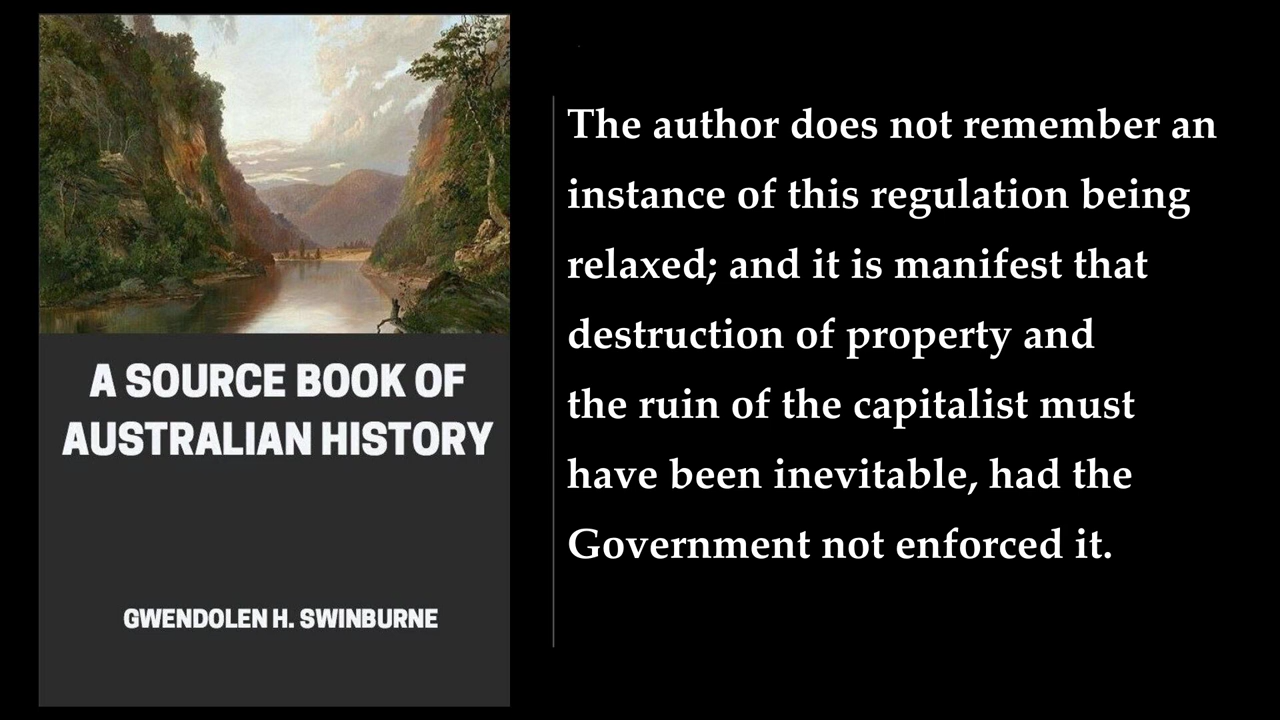 A SOURCE BOOK OF
AUSTRALIAN HISTORY
GWENDOLEN H. SWINBURNE
The author does not remember an
instance of this regulation being
relaxed; and it is manifest that
destruction of property and
the ruin of the capitalist must
have been inevitable, had the
Government not enforced it.